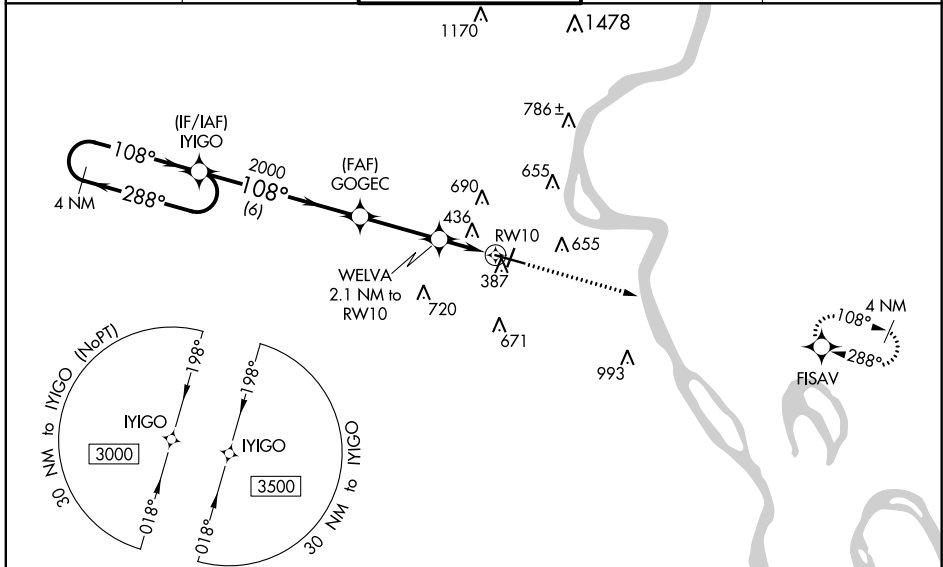 1170
1478
786±
(IF/IAF)
IYIGO
108°
2000
(FAF)
GOGEC
655
108°
690
288°
4 NM
(6)
436
RW10
655
WELVA
2.1 NM to
RW10
387
720
4 NM
108°
671
288°
993
FISAV
30 NM to IYIGO (NoPT)
198°
198°
IYIGO
IYIGO
3000
3500
018°
018°
30 NM to IYIGO